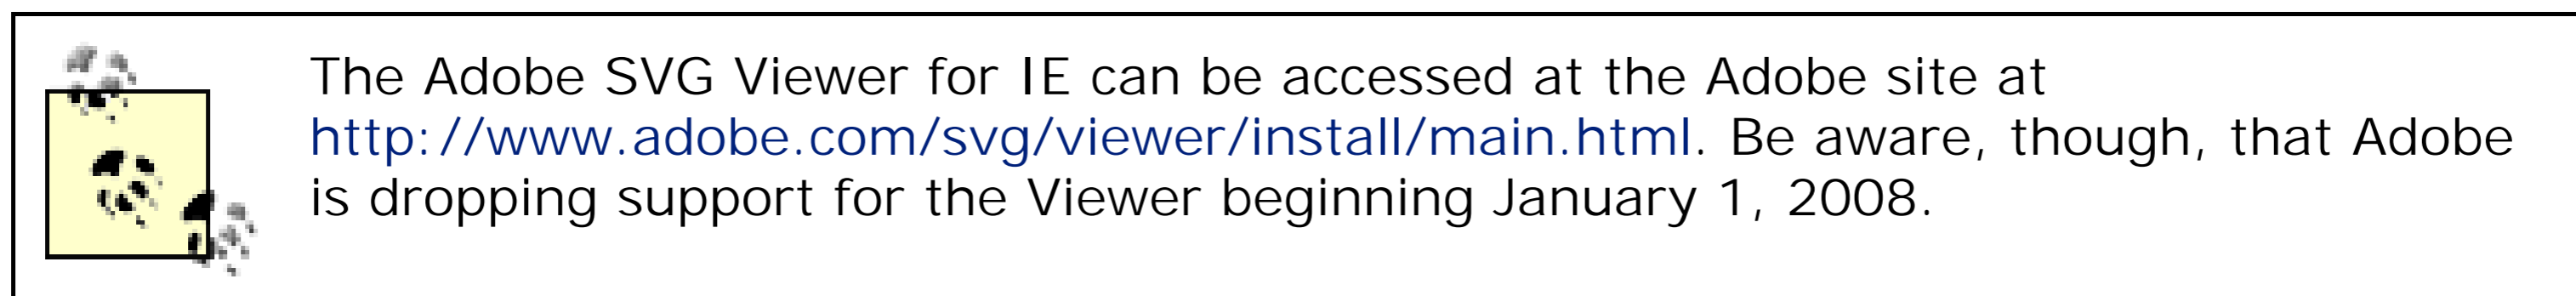 The Adobe SVG Viewer for IE can be accessed at the Adobe site at
http://www.adobe.com/svg/viewer/install/main.html. Be aware, though, that Adobe
is dropping support for the Viewer beginning January 1, 2008.